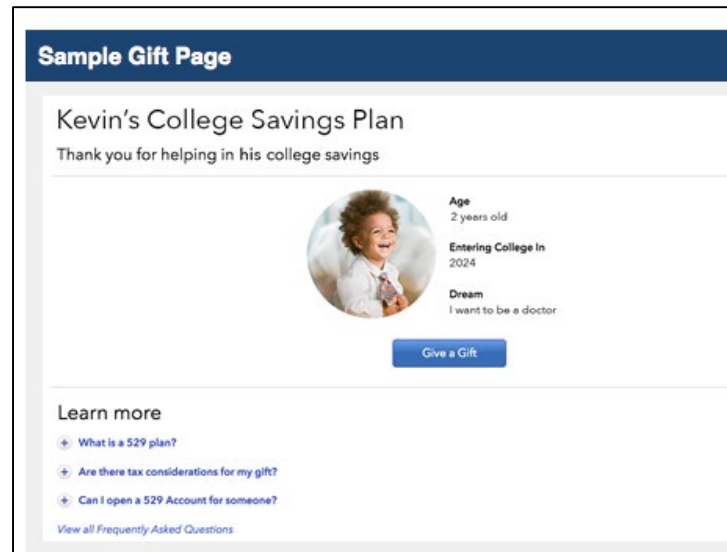 Sample Gift Page
Kevin's College Savings Plan
Thank you for helping in his college savings
Age
2 years old
Entering College In
2024
Dream
I want to be a doctor
Give a Gift
Learn more
What is a 529 plan?
Are there tax considerations for my gift?
Can I open a 529 Account for someone?
View all Frequently Asked Questions